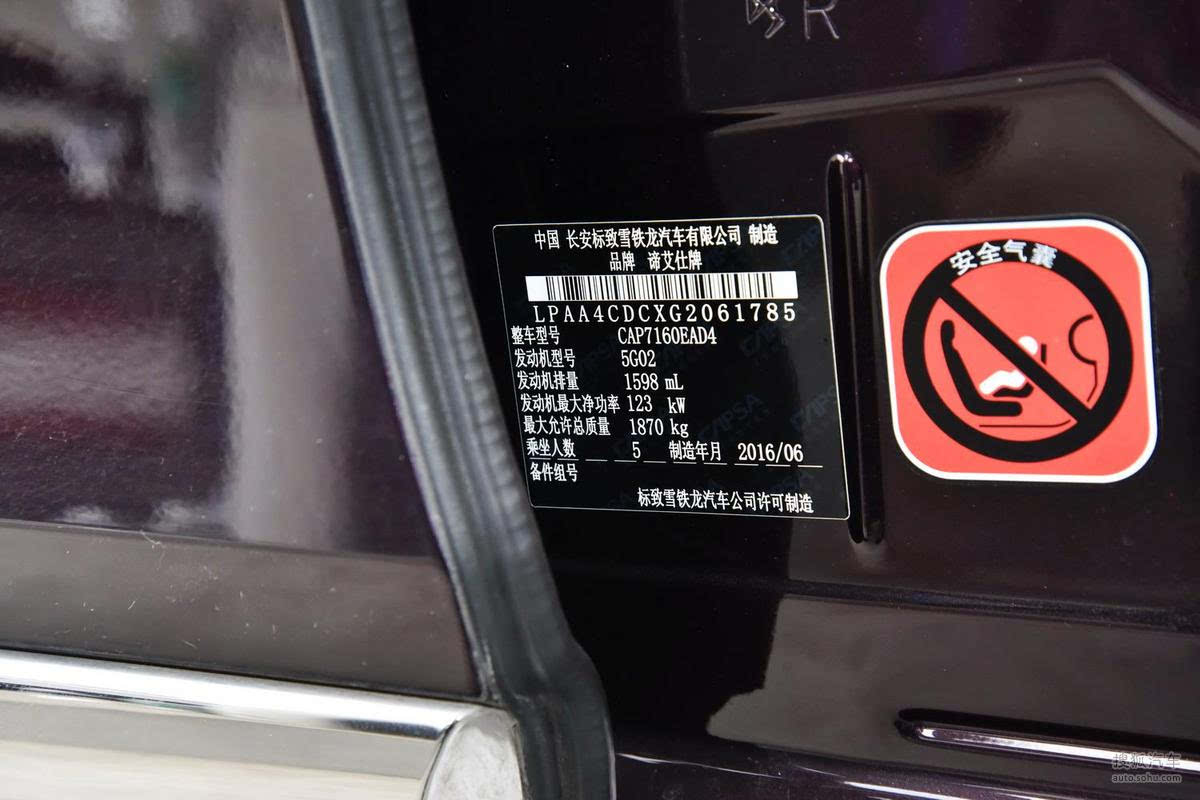 R
中国 长安标致雪铁龙汽车有限公司 制造
品牌 谛艾仕牌
LPAA4CDCXG2061785
整车型号 CAP7160EAD4
发动机型号 5G02
发动机排量 1598 mL
发动机最大净功率 123 kW
最大允许总质量 1870 kg
乘坐人数 5 制造年月 2016/06
备件组号
标致雪铁龙汽车公司许可制造
安全气囊
搜狐汽车
auto.sohu.com